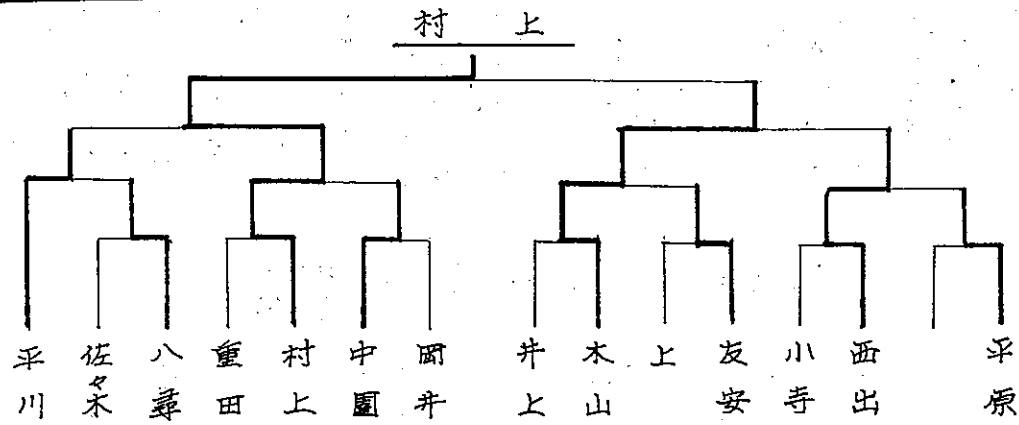 村上
平川
佐々木
八尋
重田
村上
中園
岡井
井上
木山
上
友安
小寺
西出
平原